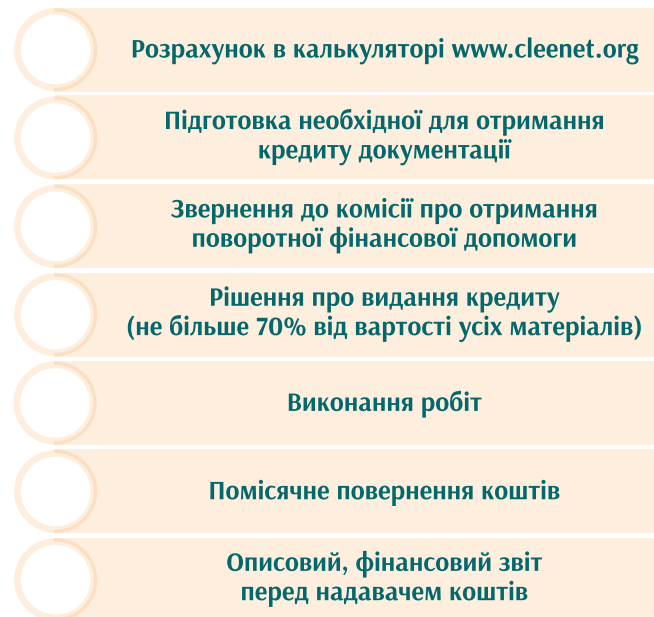 Розрахунок в калькуляторі www.cleenet.org
Підготовка необхідної для отримання
кредиту документації
Звернення до комісії про отримання
поворотної фінансової допомоги
Рішення про видання кредиту
(не більше 70% від вартості усіх матеріалів)
Виконання робіт
Помісячне повернення коштів
Описовий, фінансовий звіт
перед надавачем коштів